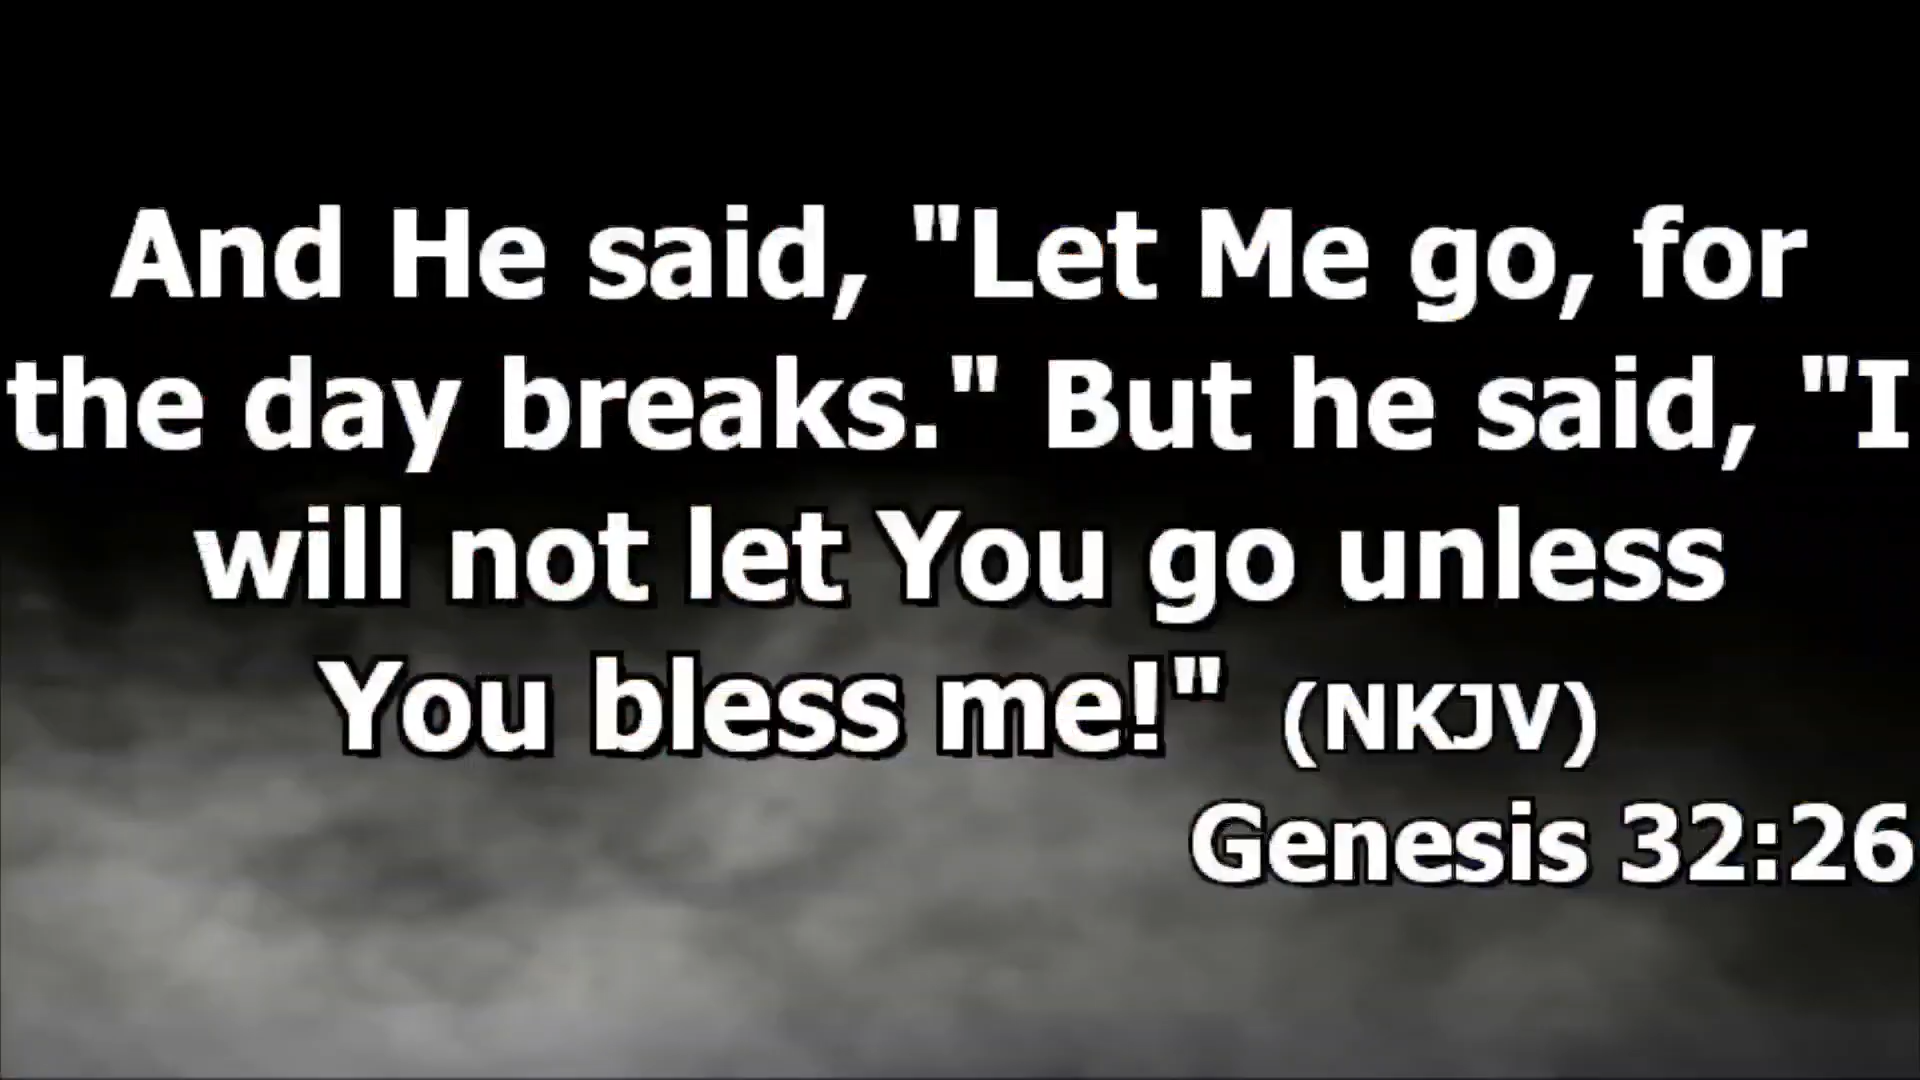 And He said, "Let Me go, for
the day breaks." But he said, "I
will not let You go unless
You bless me!" (NKJV)
Genesis 32:26